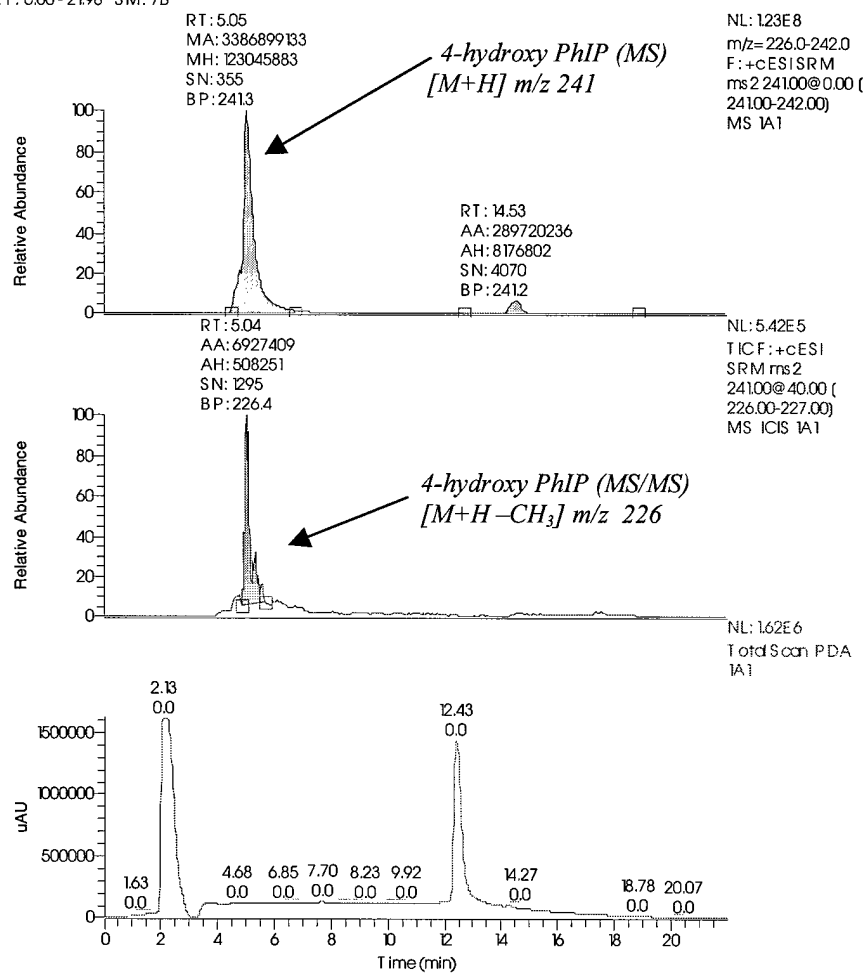 RT: 5.05
MA: 3386899133
MH: 123045883
SN: 355
BP: 241.3
4-hydroxy PhIP (MS)
[M+H] m/z 241
NL: 1.23E8
m/z= 226.0-242.0
F: +c ESI SRM
ms2 241.00@0.00 (
241.00-242.00)
MS 1A1
Relative Abundance
100
80
60
40
20
0
RT: 14.53
AA: 289720236
AH: 8176802
SN: 4070
BP: 241.2
RT: 5.04
AA: 6927409
AH: 508251
SN: 1295
BP: 226.4
NL: 5.42E5
TIC F: +c ESI
SRM ms2
241.00@40.00 (
226.00-227.00)
MS ICIS 1A1
4-hydroxy PhIP (MS/MS)
[M+H –CH₃] m/z 226
Relative Abundance
100
80
60
40
20
0
NL: 1.62E6
Total Scan PDA
1A1
uAU
1500000
1000000
500000
0
2.13
0.0
12.43
0.0
1.63
0.0
4.68
0.0
6.85
0.0
7.70
0.0
8.23
0.0
9.92
0.0
14.27
0.0
18.78
0.0
20.07
0.0
0 2 4 6 8 10 12 14 16 18 20
Time (min)